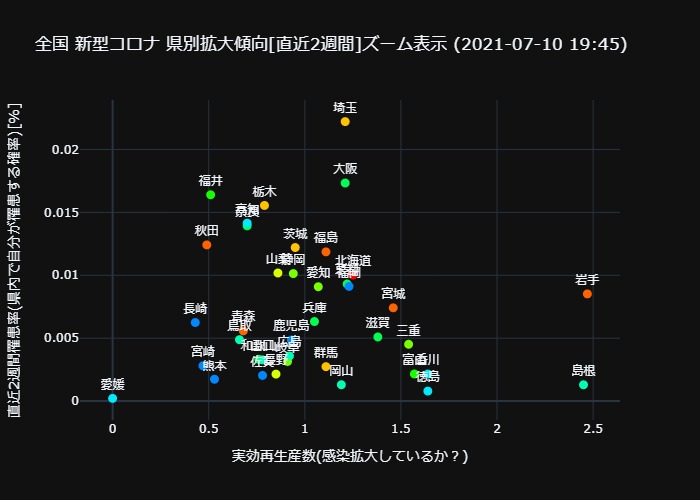 全国 新型コロナ 県別拡大傾向[直近2週間]ズーム表示 (2021-07-10 19:45)
直近2週間罹患率(県内で自分が罹患する確率)[%]
埼玉
0.02
大阪
福井
栃木
0.015
秋田
茨城
福島
静岡
北海道
愛知
福岡
0.01
岩手
宮城
長崎
兵庫
青森
滋賀
鳥取
鹿児島
三重
0.005
広島
岐阜
宮崎
群馬
熊本
長野
岡山
富山
香川
徳島
島根
愛媛
0
0
0.5
1
1.5
2
2.5
実効再生産数(感染拡大しているか？)